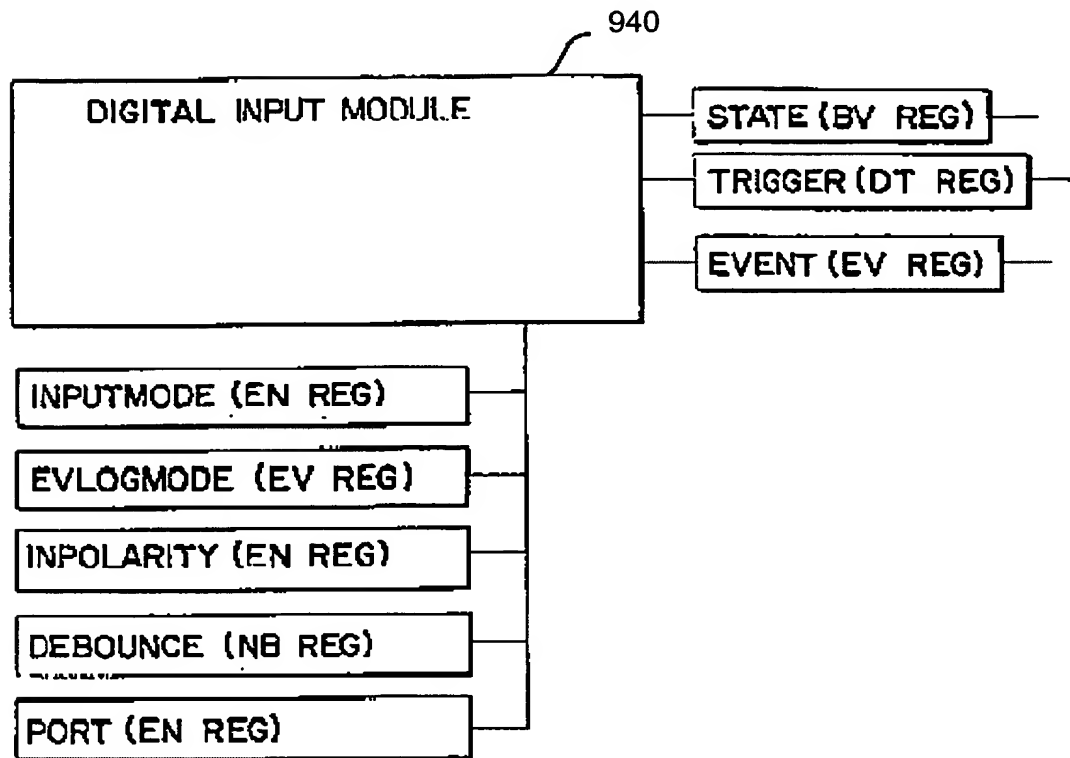 940
DIGITAL INPUT MODULE
STATE (BV REG)
TRIGGER (DT REG)
EVENT (EV REG)
INPUTMODE (EN REG)
EVLOGMODE (EV REG)
INPOLARITY (EN REG)
DEBOUNCE (NB REG)
PORT (EN REG)